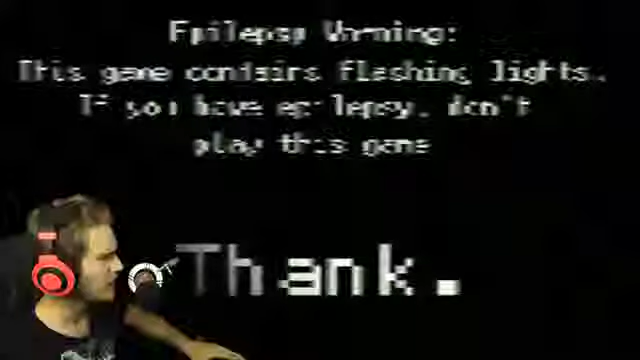 Epilepsy Warning:
This game contains flashing lights.
If you have epilepsy, don't
play this game
Thank.